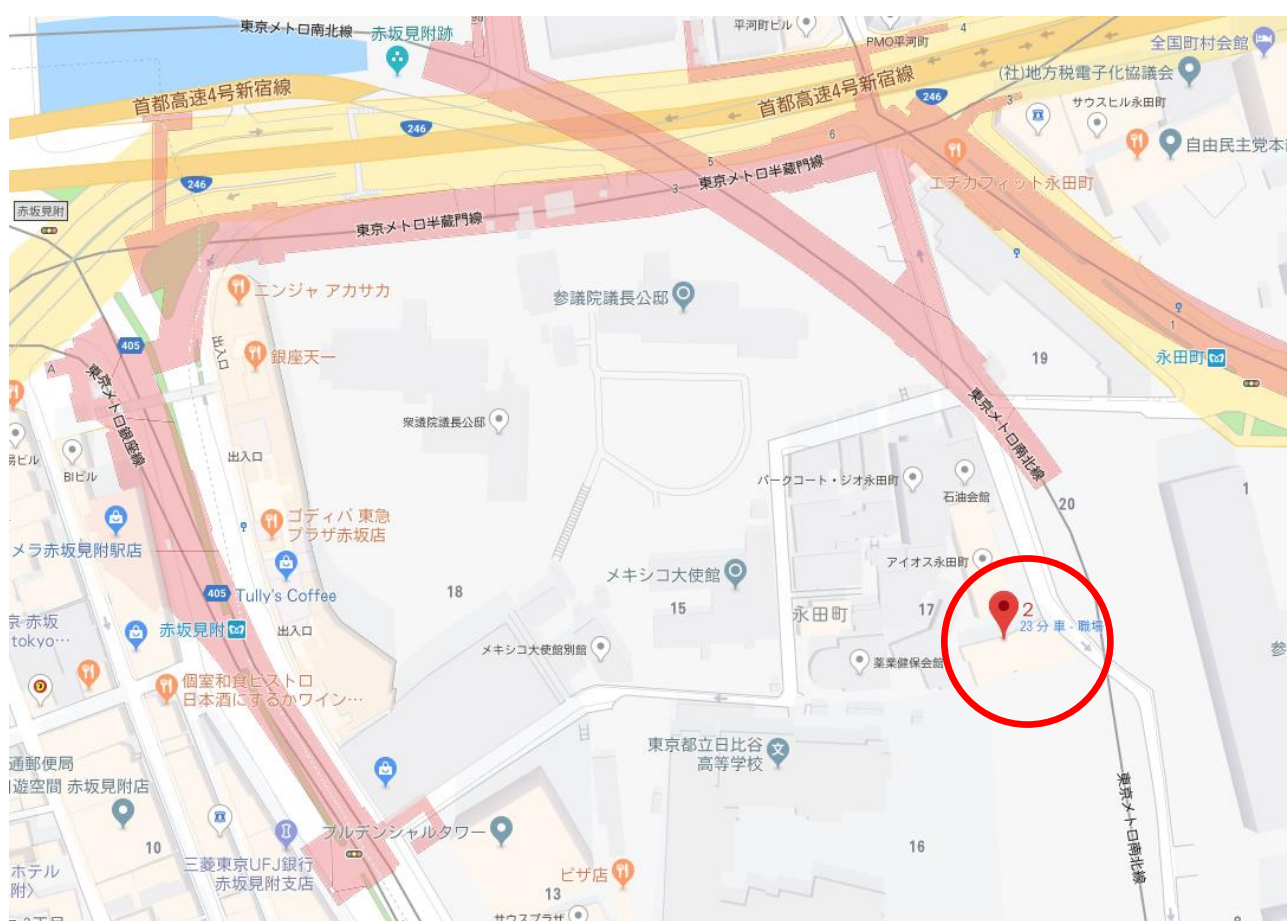 東京メトロ南北線
赤坂見附跡
平河町ビル
4
PMO平河町
全国町村会館
(社)地方税電子化協議会
首都高速4号新宿線
首都高速4号新宿線
246
3
サウスヒル永田町
246
6
自由民主党本
5
246
3
東京メトロ半蔵門線
エチカフィット永田町
赤坂見附
東京メトロ半蔵門線
ニンジャ アカサカ
参議院議長公邸
1
405
出入口
銀座天一
19
永田町
A
東京メトロ銀座線
東京メトロ南北線
衆議院議長公邸
BIビル
出入口
パークコート・ジオ永田町
石油会館
20
1
ゴディバ 東急
プラザ赤坂店
メラ赤坂見附駅店
アイオス永田町
メキシコ大使館
405
Tully's Coffee
18
15
永田町
17
2
23 分 車 - 職場
京 赤坂
tokyo…
赤坂見附
出入口
メキシコ大使館別館
薬業健保会館
参
個室和食ビストロ
日本酒にするかワイン…
東京都立日比谷
高等学校
通郵便局
遊空間 赤坂見附店
東京メトロ南北線
プルデンシャルタワー
10
三菱東京UFJ銀行
赤坂見附支店
16
ホテル
附〉
ピザ店
13
サウスプラザ